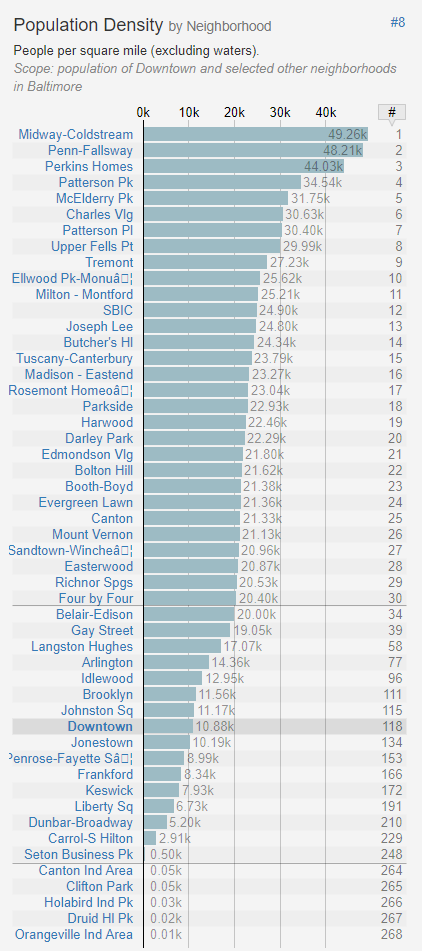 Population Density by Neighborhood #8
People per square mile (excluding waters).
Scope: population of Downtown and selected other neighborhoods
in Baltimore
0k 10k 20k 30k 40k #
Midway-Coldstream 49.26k 1
Penn-Fallsway 48.21k 2
Perkins Homes 44.03k 3
Patterson Pk 34.54k 4
McElderry Pk 31.75k 5
Charles Vlg 30.63k 6
Patterson Pl 30.40k 7
Upper Fells Pt 29.99k 8
Tremont 27.23k 9
Ellwood Pk-Monuâ¦ 25.62k 10
Milton - Montford 25.21k 11
SBIC 24.90k 12
Joseph Lee 24.80k 13
Butcher's Hl 24.34k 14
Tuscany-Canterbury 23.79k 15
Madison - Eastend 23.27k 16
Rosemont Homeoâ¦ 23.04k 17
Parkside 22.93k 18
Harwood 22.46k 19
Darley Park 22.29k 20
Edmondson Vlg 21.80k 21
Bolton Hill 21.62k 22
Booth-Boyd 21.38k 23
Evergreen Lawn 21.36k 24
Canton 21.33k 25
Mount Vernon 21.13k 26
Sandtown-Wincheâ¦ 20.96k 27
Easterwood 20.87k 28
Richnor Spgs 20.53k 29
Four by Four 20.40k 30
Belair-Edison 20.00k 34
Gay Street 19.05k 39
Langston Hughes 17.07k 58
Arlington 14.36k 77
Idlewood 12.95k 96
Brooklyn 11.56k 111
Johnston Sq 11.17k 115
Downtown 10.88k 118
Jonestown 10.19k 134
Penrose-Fayette Sâ¦ 8.99k 153
Frankford 8.34k 166
Keswick 7.93k 172
Liberty Sq 6.73k 191
Dunbar-Broadway 5.20k 210
Carrol-S Hilton 2.91k 229
Seton Business Pk 0.50k 248
Canton Ind Area 0.05k 264
Clifton Park 0.05k 265
Holabird Ind Pk 0.03k 266
Druid Hl Pk 0.02k 267
Orangeville Ind Area 0.01k 268